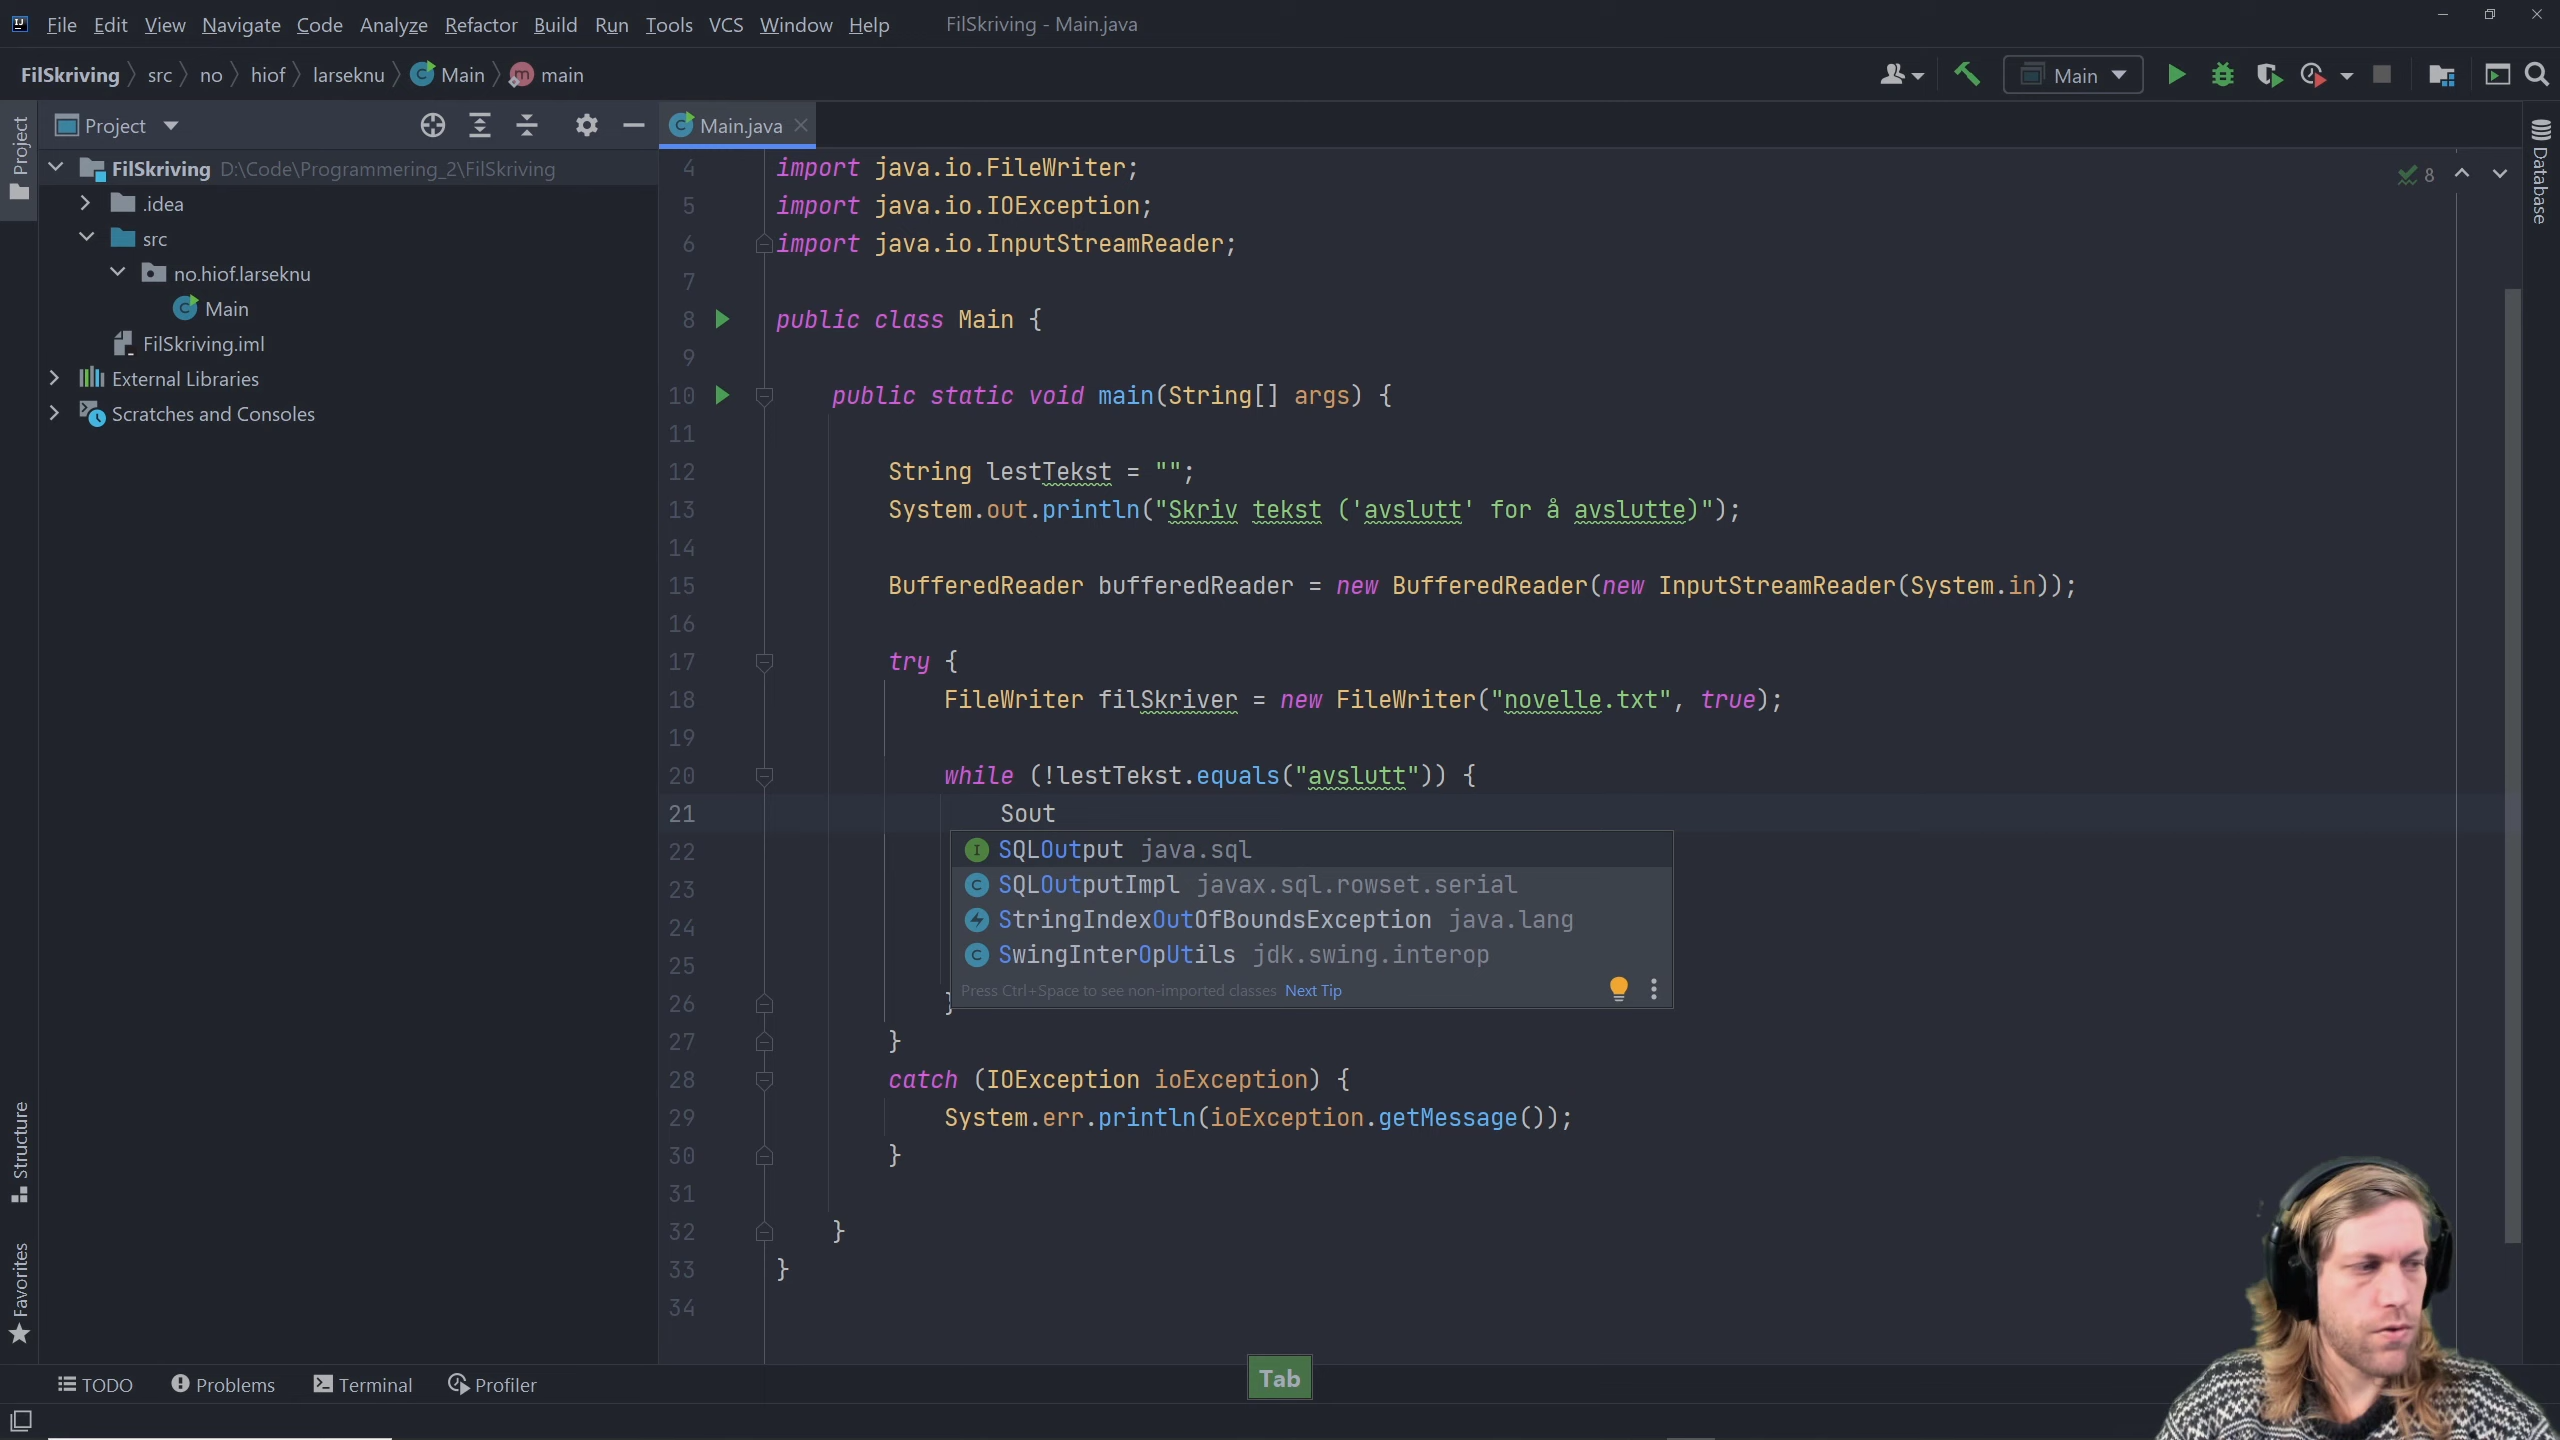 File Edit View Navigate Code Analyze Refactor Build Run Tools VCS Window Help FilSkriving - Main.java
FilSkriving src no hiof larseknu Main main Main
Project
Project
Main.java
Database
FilSkriving D:\Code\Programmering_2\FilSkriving
.idea
src
no.hiof.larseknu
Main
FilSkriving.iml
External Libraries
Scratches and Consoles
8
4 import java.io.FileWriter;
5 import java.io.IOException;
6 import java.io.InputStreamReader;
7
8 public class Main {
9
10 public static void main(String[] args) {
11
12 String lestTekst = "";
13 System.out.println("Skriv tekst ('avslutt' for å avslutte)");
14
15 BufferedReader bufferedReader = new BufferedReader(new InputStreamReader(System.in));
16
17 try {
18 FileWriter filSkriver = new FileWriter("novelle.txt", true);
19
20 while (!lestTekst.equals("avslutt")) {
21 Sout
22 SQLOutput java.sql
23 SQLOutputImpl javax.sql.rowset.serial
24 StringIndexOutOfBoundsException java.lang
25 SwingInterOpUtils jdk.swing.interop
Press Ctrl+Space to see non-imported classes Next Tip
26 }
27 }
28 catch (IOException ioException) {
29 System.err.println(ioException.getMessage());
30 }
31
32 }
33 }
34
Structure
Favorites
TODO Problems Terminal Profiler
Tab